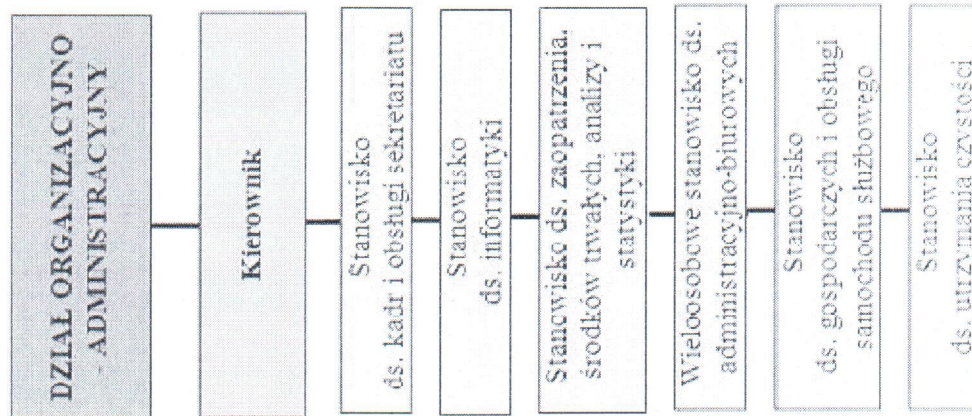 DZIAŁ ORGANIZACYJNO
- ADMINISTRACYJNY
Kierownik
Stanowisko
ds. kadr i obsługi sekretariatu
Stanowisko
ds. informatyki
Stanowisko ds. zaopatrzenia,
środków trwałych, analizy i
statystyki
Wieloosobowe stanowisko ds.
administracyjno-biurowych
Stanowisko
ds. gospodarczych i obsługi
samochodu służbowego
Stanowisko
ds. utrzymania czystości